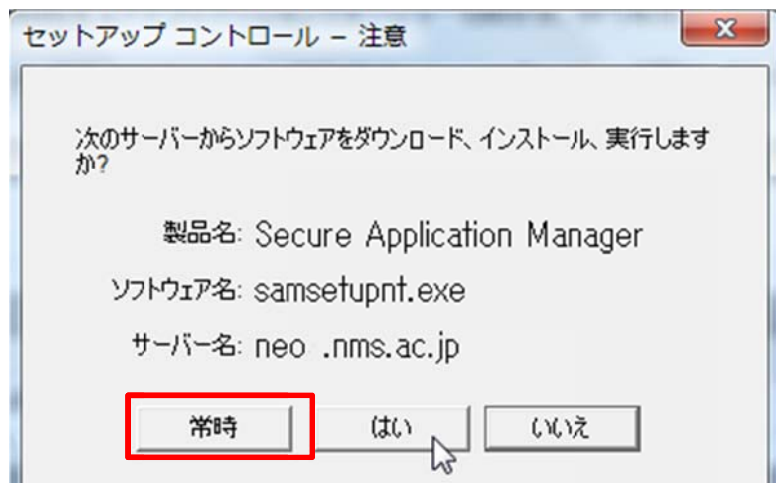 セットアップ コントロール – 注意
次のサーバーからソフトウェアをダウンロード、インストール、実行します
か?
製品名: Secure Application Manager
ソフトウェア名: samsetupnt.exe
サーバー名: neo .nms.ac.jp
常時 はい いいえ